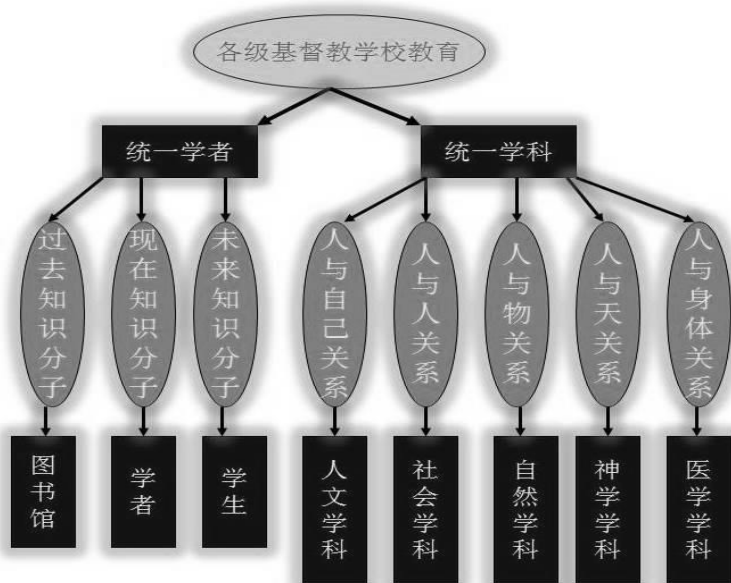 各级基督教学校教育
统一学者
统一学科
过去知识分子
现在知识分子
未来知识分子
人与自己关系
人与人关系
人与物关系
人与天关系
人与身体关系
图书馆
学者
学生
人文学科
社会学科
自然学科
神学学科
医学学科